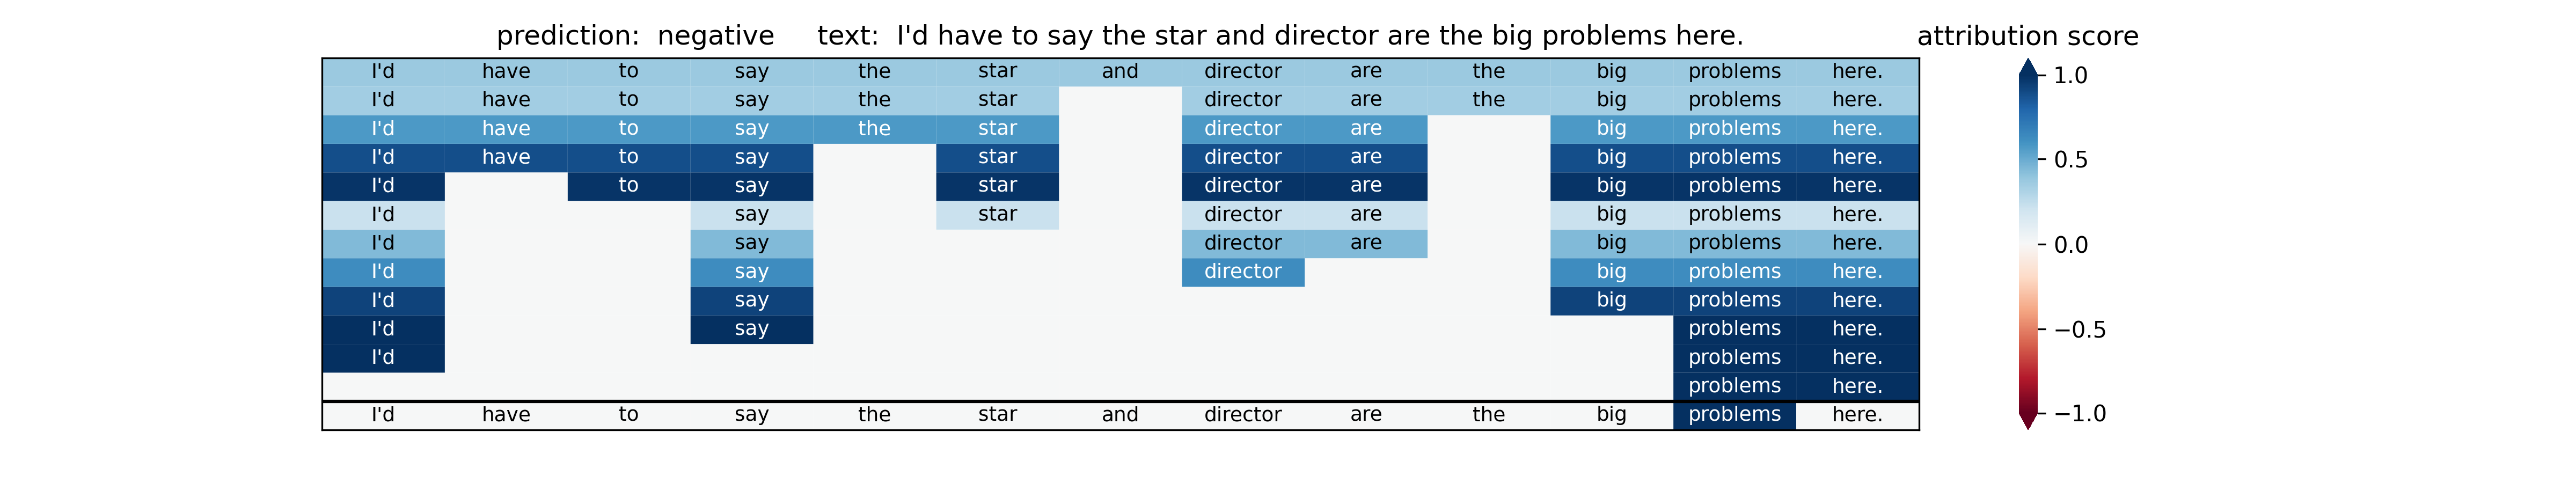 prediction: negative text: I'd have to say the star and director are the big problems here. attribution score
I'd have to say the star and director are the big problems here.
I'd have to say the star director are the big problems here.
I'd have to say the star director are big problems here.
I'd have to say star director are big problems here.
I'd to say star director are big problems here.
I'd say star director are big problems here.
I'd say director are big problems here.
I'd say director big problems here.
I'd say big problems here.
I'd say problems here.
I'd problems here.
problems here.
I'd have to say the star and director are the big problems here.
1.0
0.5
0.0
−0.5
−1.0